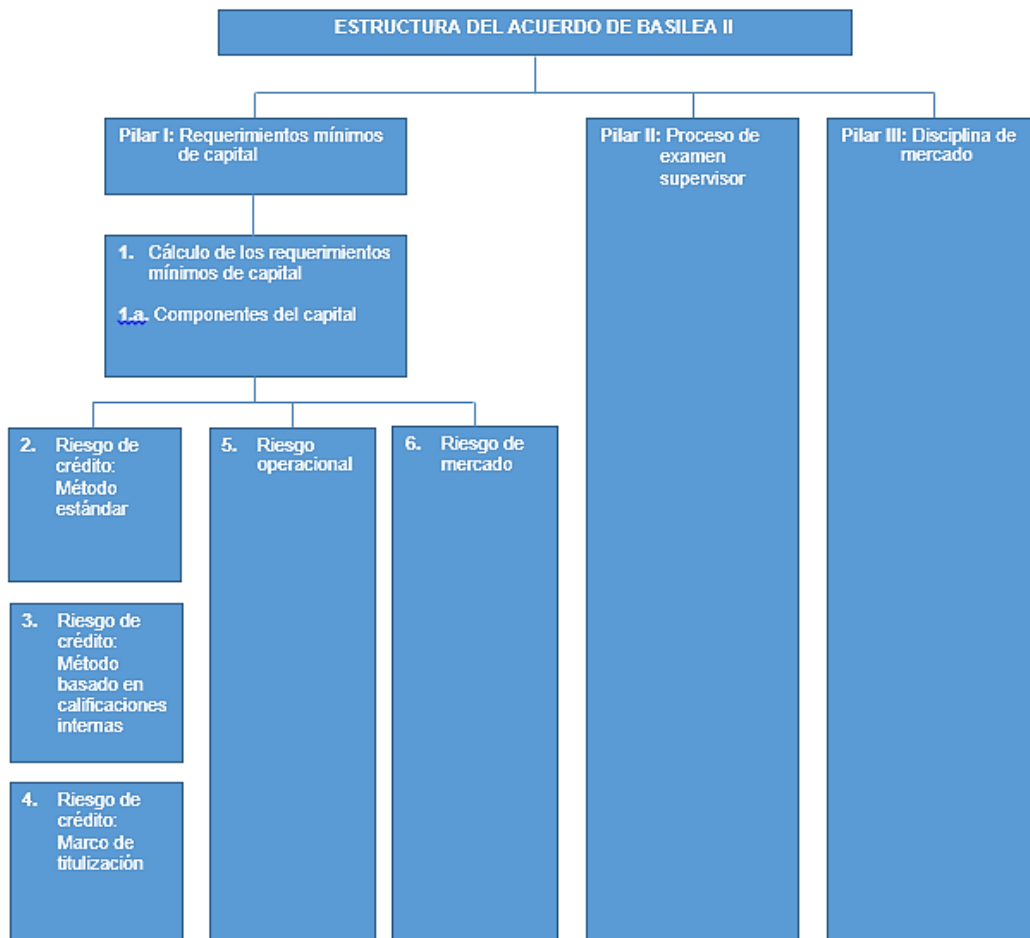 ESTRUCTURA DEL ACUERDO DE BASILEA II
Pilar I: Requerimientos mínimos
de capital
Pilar II: Proceso de
examen
supervisor
Pilar III: Disciplina de
mercado
1. Cálculo de los requerimientos
mínimos de capital
1.a. Componentes del capital
2. Riesgo de
crédito:
Método
estándar
5. Riesgo
operacional
6. Riesgo de
mercado
3. Riesgo de
crédito:
Método
basado en
calificaciones
internas
4. Riesgo de
crédito:
Marco de
titulización